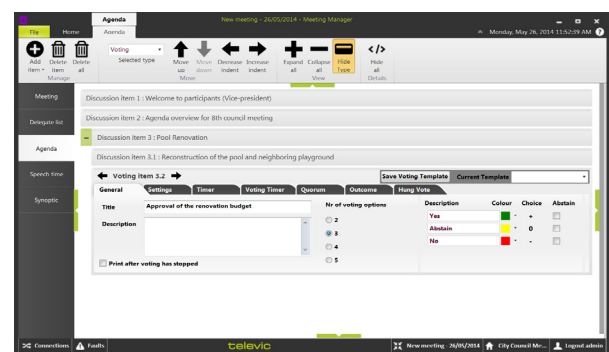 Agenda
New meeting - 26/05/2014 - Meeting Manager
File Home Agenda
Monday, May 26, 2014 11:52:39 AM
Add item
Delete item
Delete all
Manage
Voting
Selected type
Move up
Move down
Decrease indent
Increase indent
Move
Expand all
Collapse all
Hide Type
View
</>
Hide all
Details
Meeting
Delegate list
Agenda
Speech time
Synoptic
Discussion item 1 : Welcome to participants (Vice-president)
Discussion item 2 : Agenda overview for 8th council meeting
Discussion item 3 : Pool Renovation
Discussion item 3.1 : Reconstruction of the pool and neighboring playground
Voting item 3.2
Save Voting Template Current Template
General Settings Timer Voting Timer Quorum Outcome Hung Vote
Title Approval of the renovation budget
Description
Print after voting has stopped
Nr of voting options
2
3
4
5
Description Colour Choice Abstain
Yes +
Abstain 0
No -
Connections Faults televic New meeting - 26/05/2014 City Council Me... Logout admin